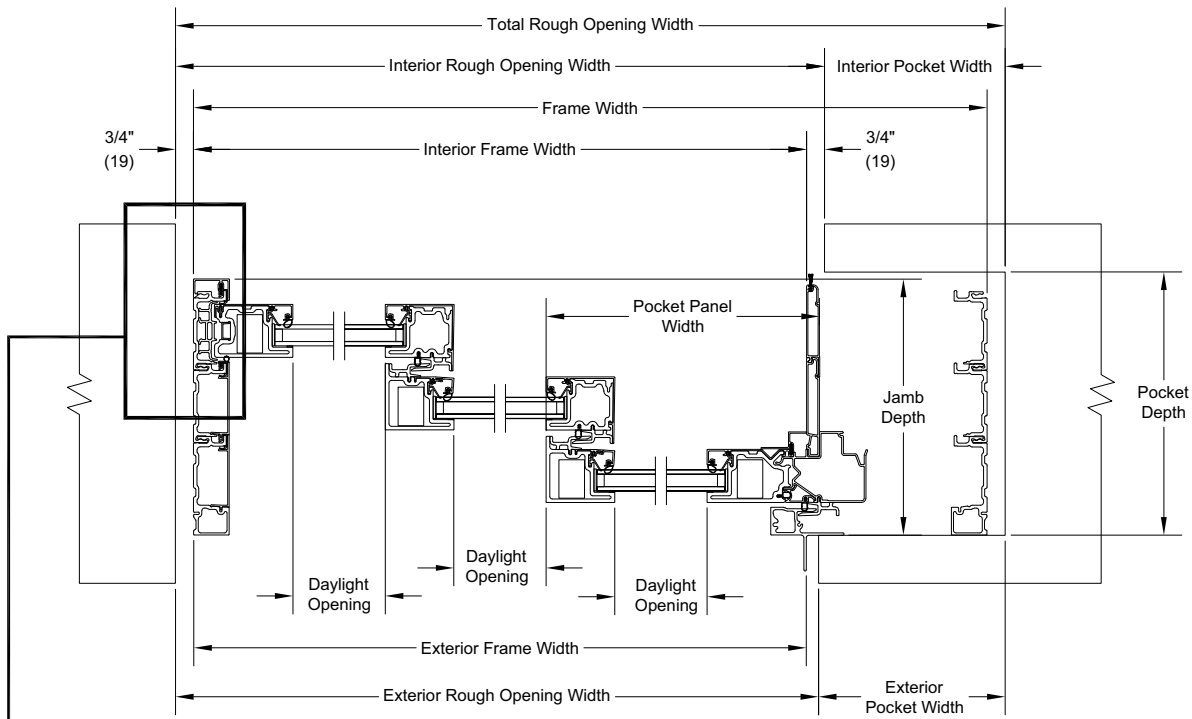 Total Rough Opening Width
Interior Rough Opening Width
Interior Pocket Width
Frame Width
3/4"
(19)
Interior Frame Width
3/4"
(19)
Pocket Panel
Width
Jamb
Depth
Pocket
Depth
Daylight
Opening
Daylight
Opening
Daylight
Opening
Exterior Frame Width
Exterior Rough Opening Width
Exterior
Pocket Width